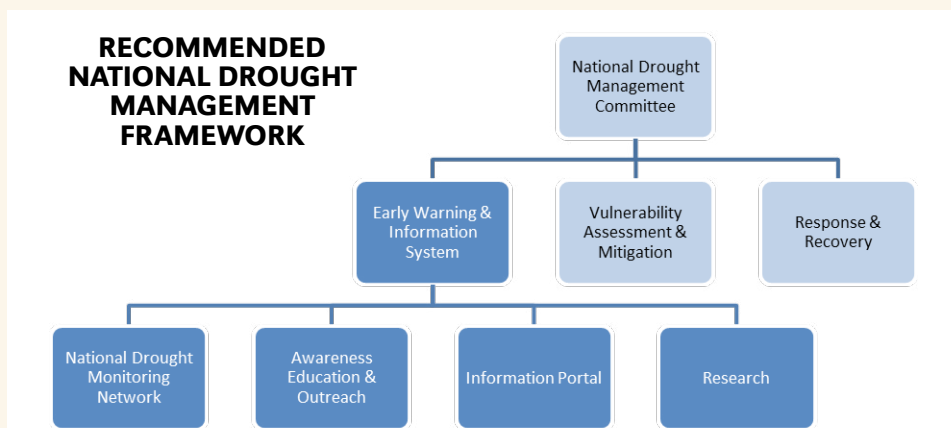 RECOMMENDED
NATIONAL DROUGHT
MANAGEMENT
FRAMEWORK
National Drought
Management
Committee
Early Warning &
Information
System
Vulnerability
Assessment &
Mitigation
Response &
Recovery
National Drought
Monitoring
Network
Awareness
Education &
Outreach
Information Portal
Research